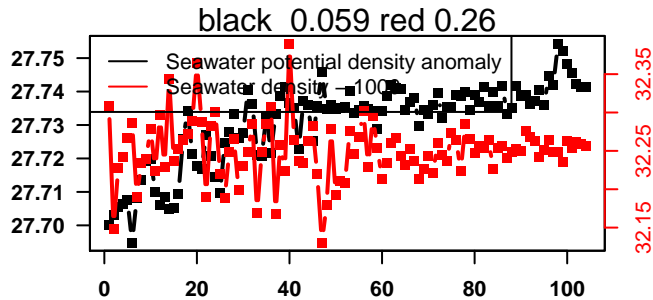 black 0.059 red 0.26
Seawater potential density anomaly
Seawater density – 1000
27.75
27.74
27.73
27.72
27.71
27.70
32.35
32.25
32.15
0 20 40 60 80 100